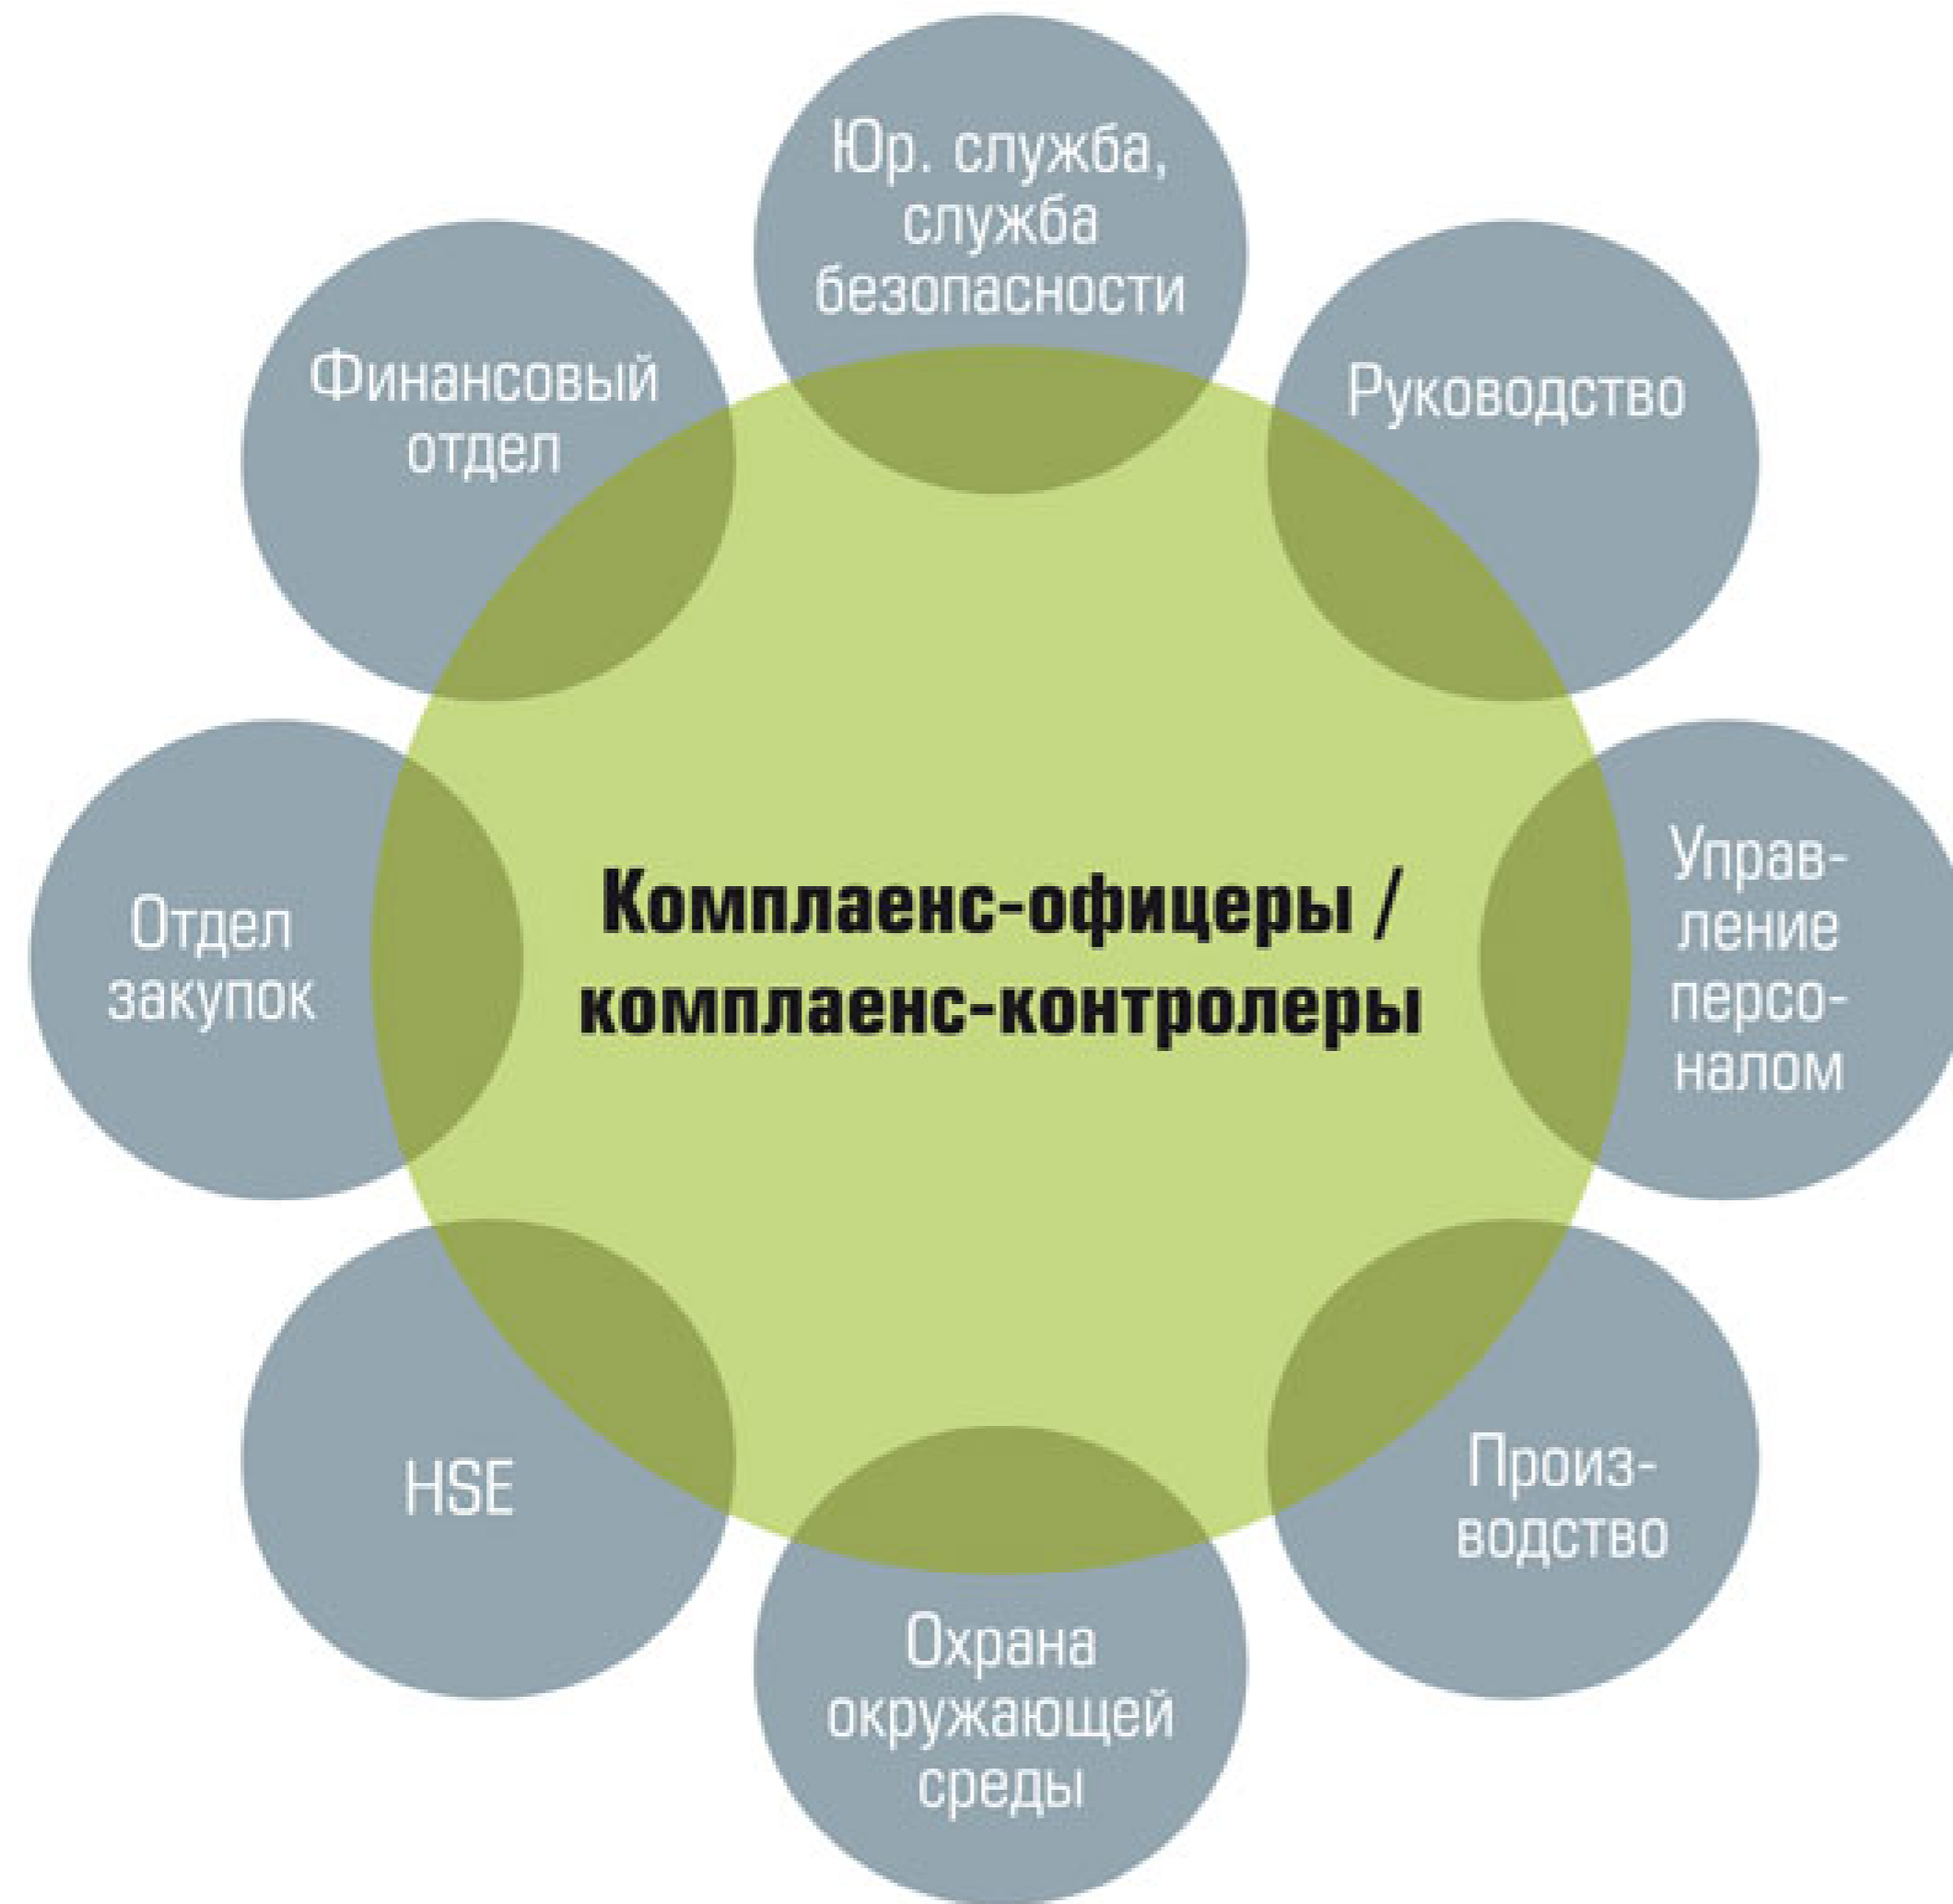 Юр. служба,
служба
безопасности
Финансовый
отдел
Руководство
Отдел
закупок
Комплаенс-офицеры /
комплаенс-контролеры
Управ-
ление
персо-
налом
HSE
Произ-
водство
Охрана
окружающей
среды